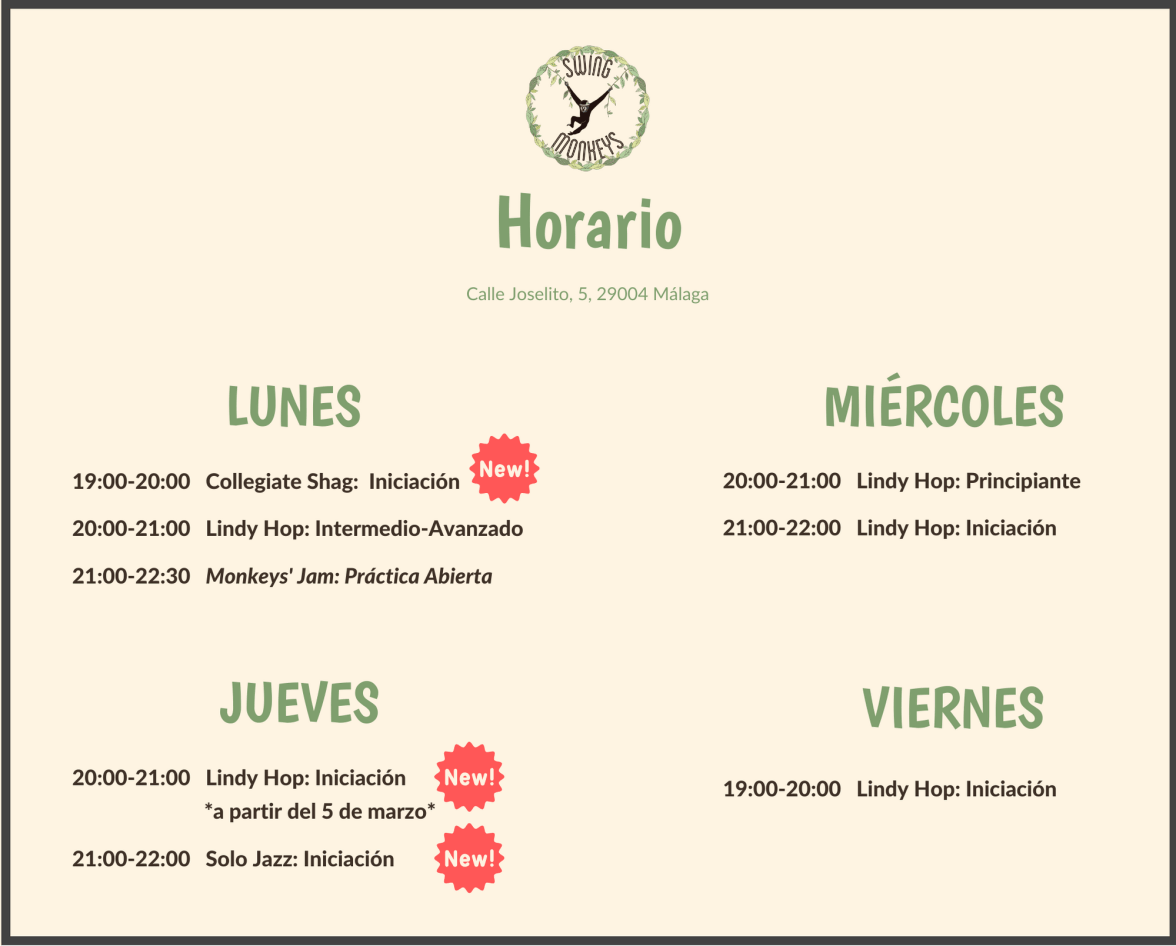 SWING
MONKEYS
Horario
Calle Joselito, 5, 29004 Málaga
LUNES
19:00-20:00 Collegiate Shag: Iniciación New!
20:00-21:00 Lindy Hop: Intermedio-Avanzado
21:00-22:30 Monkeys' Jam: Práctica Abierta
MIÉRCOLES
20:00-21:00 Lindy Hop: Principiante
21:00-22:00 Lindy Hop: Iniciación
JUEVES
20:00-21:00 Lindy Hop: Iniciación New!
*a partir del 5 de marzo*
21:00-22:00 Solo Jazz: Iniciación New!
VIERNES
19:00-20:00 Lindy Hop: Iniciación